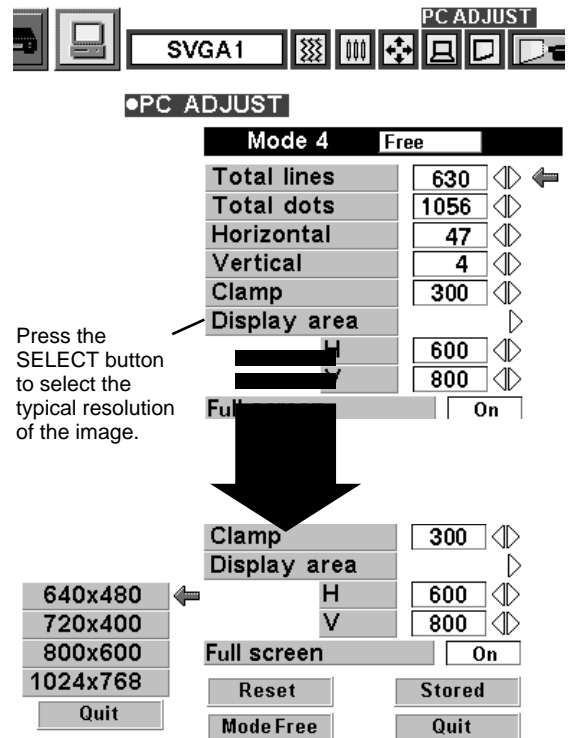 PC ADJUST
SVGA1
●PC ADJUST
Mode 4 Free
Total lines 630
Total dots 1056
Horizontal 47
Vertical 4
Clamp 300
Display area
H 600
V 800
Full screen On
Press the
SELECT button
to select the
typical resolution
of the image.
Clamp 300
Display area
H 600
V 800
Full screen On
640x480
720x400
800x600
1024x768
Quit
Reset Stored
Mode Free Quit